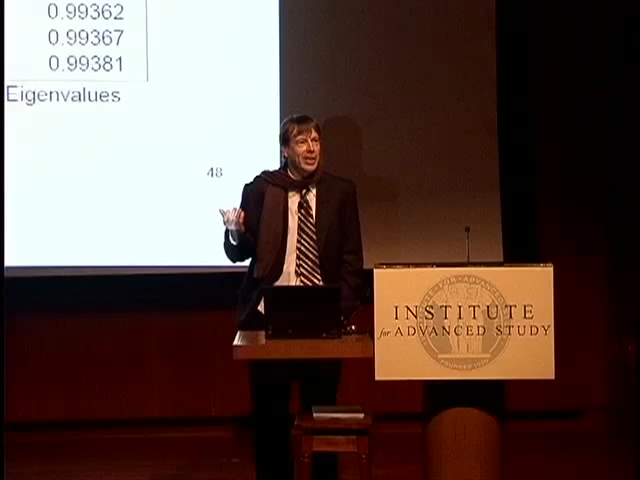 0.99362
0.99367
0.99381
Eigenvalues
48
INSTITUTE
for ADVANCED STUDY